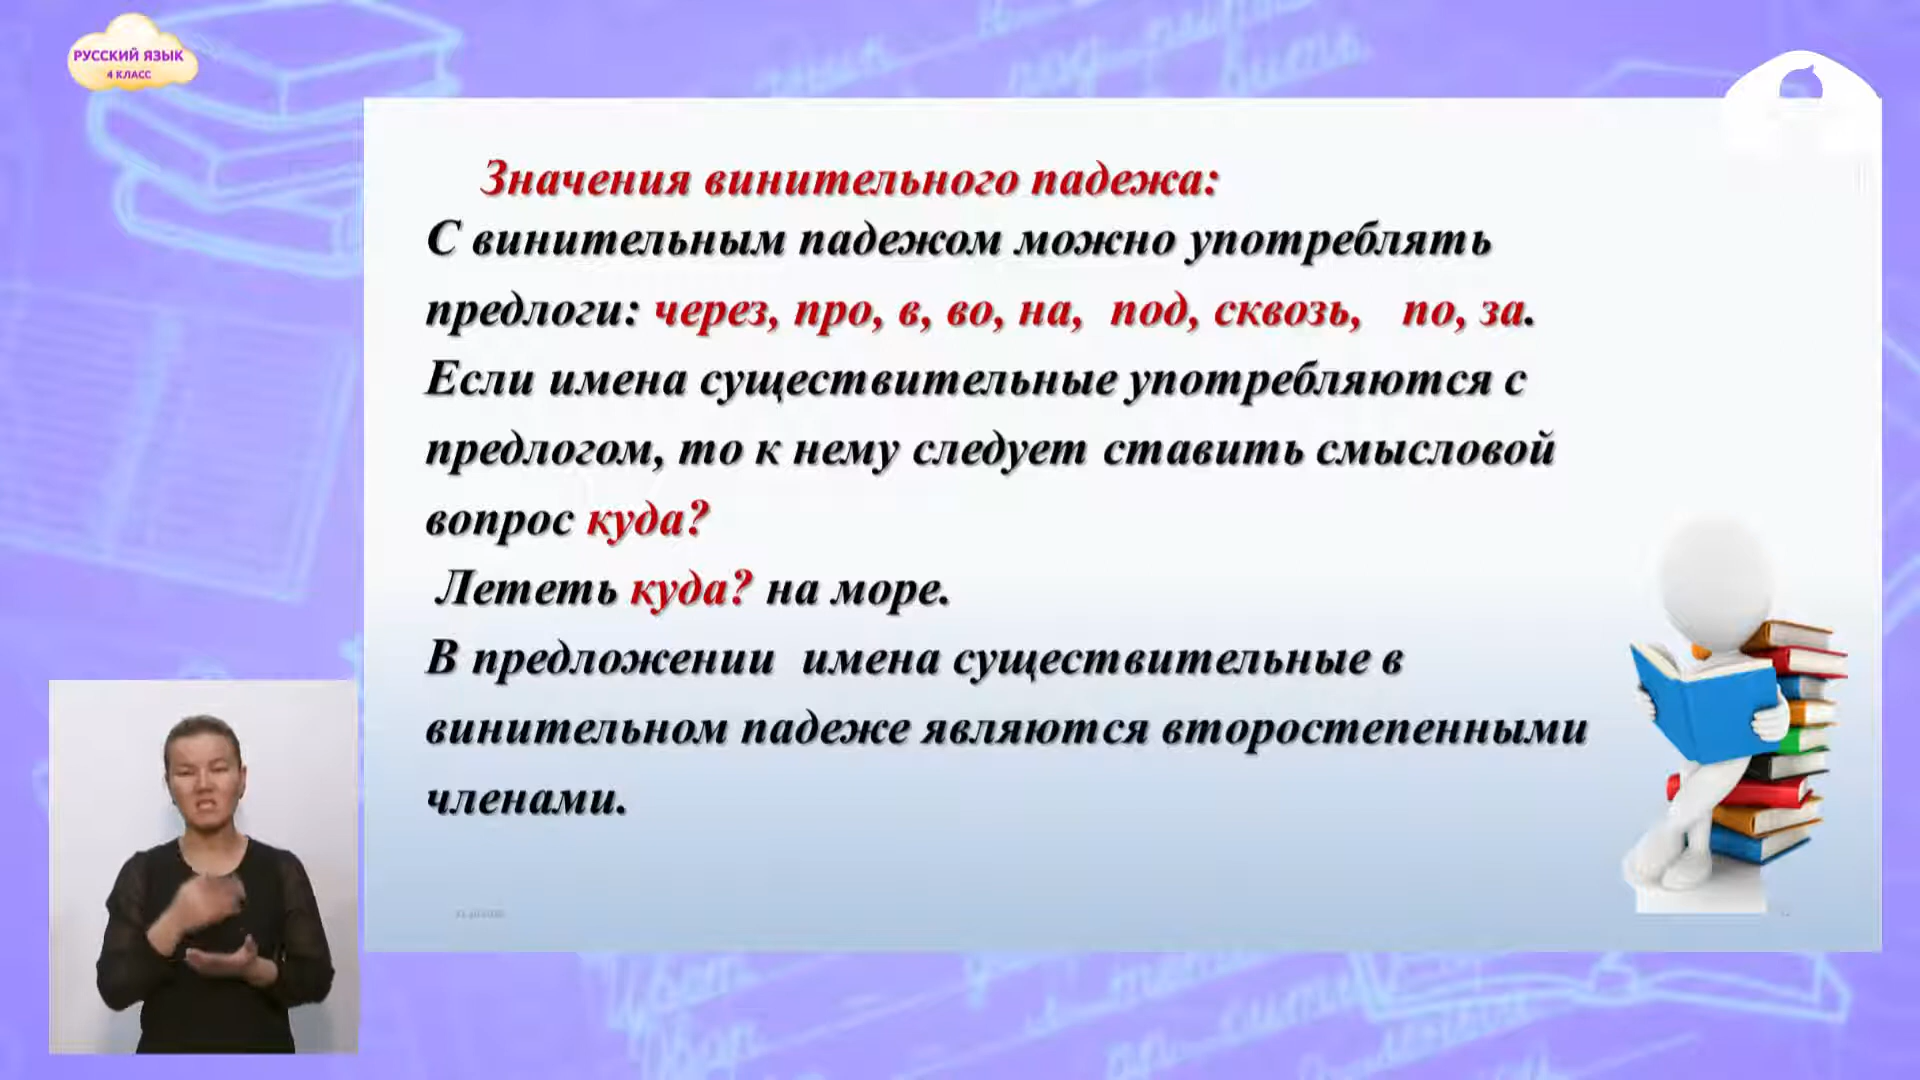 РУССКИЙ ЯЗЫК
4 КЛАСС
Значения винительного падежа:
С винительным падежом можно употреблять
предлоги: через, про, в, во, на, под, сквозь, по, за.
Если имена существительные употребляются с
предлогом, то к нему следует ставить смысловой
вопрос куда?
Лететь куда? на море.
В предложении имена существительные в
винительном падеже являются второстепенными
членами.